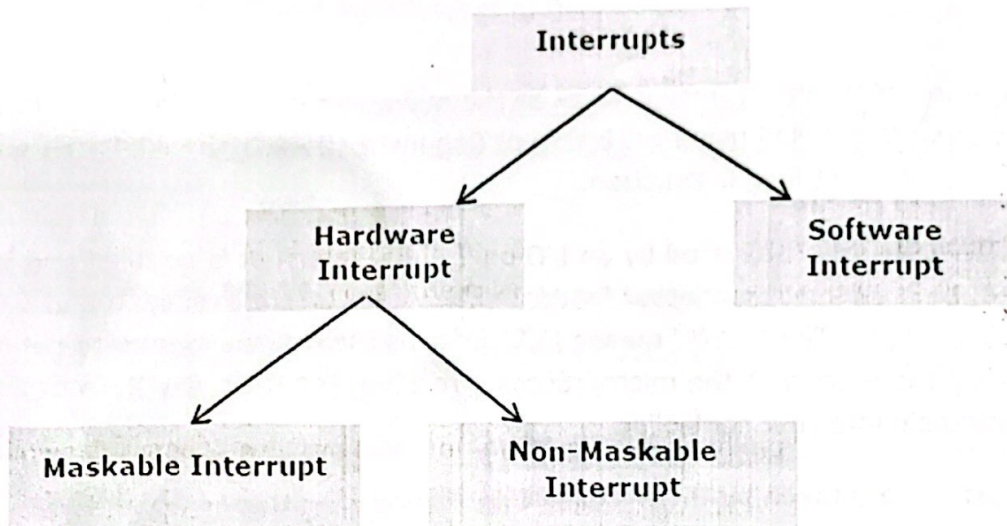 Interrupts
Hardware
Interrupt
Software
Interrupt
Maskable Interrupt
Non-Maskable
Interrupt